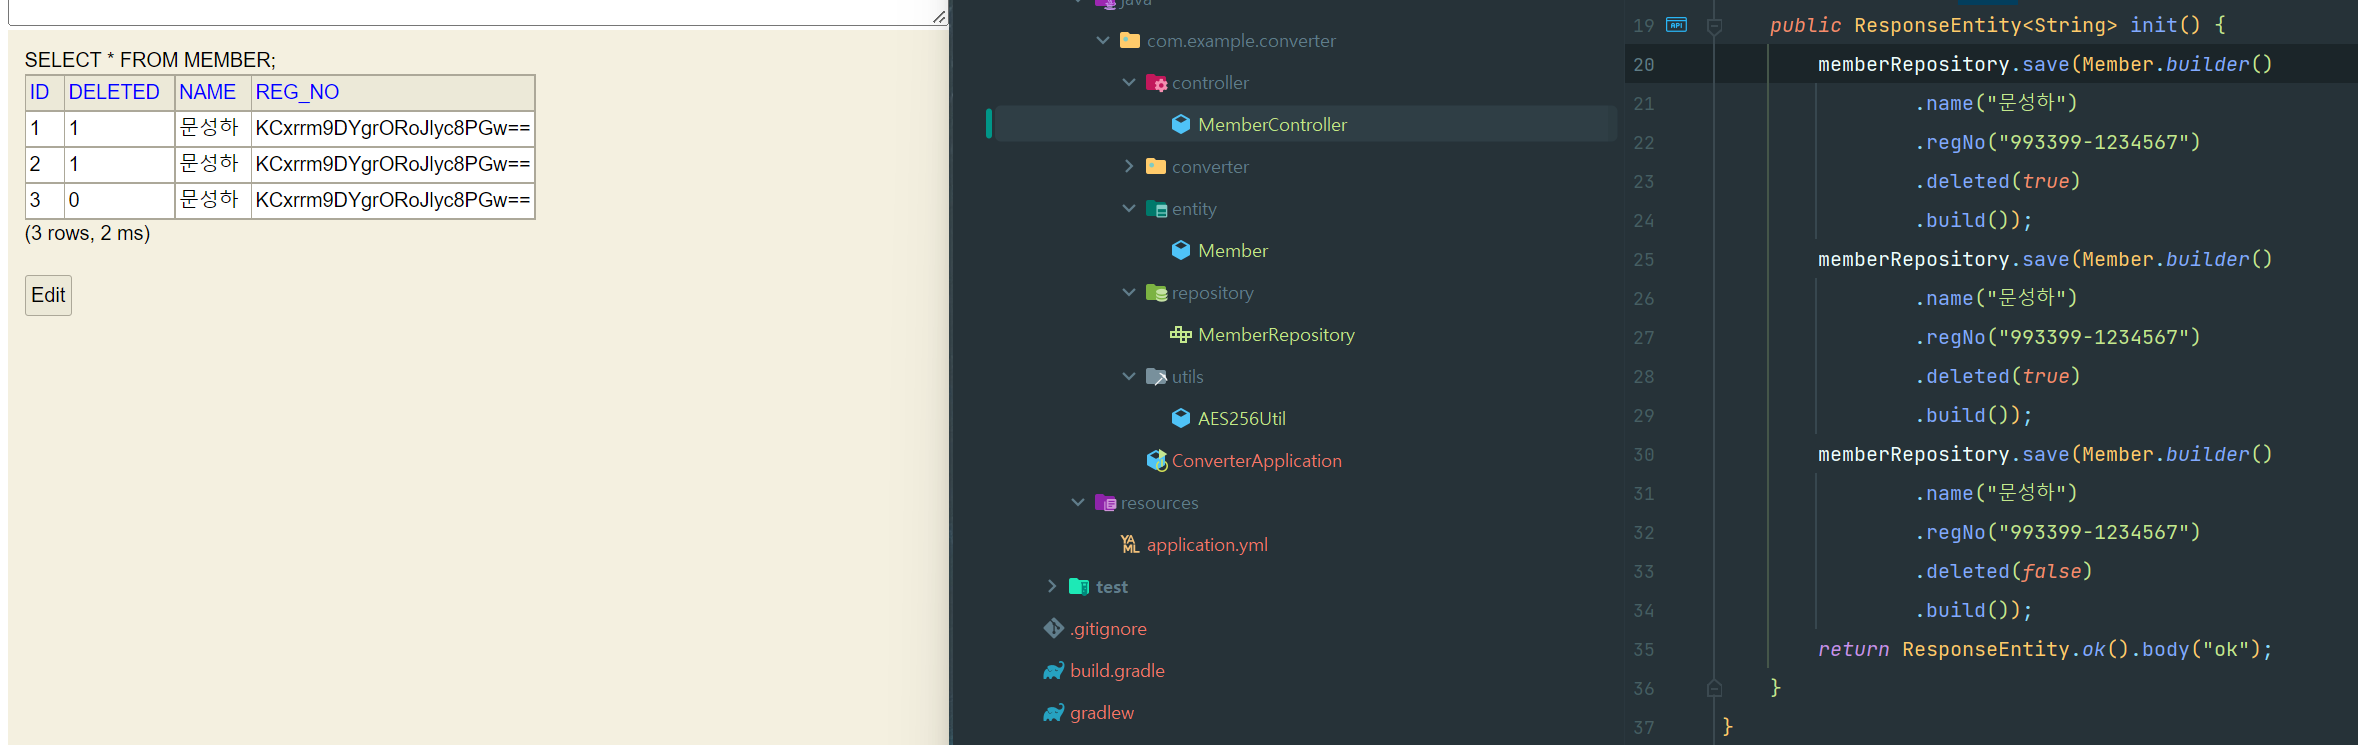 SELECT * FROM MEMBER;
ID DELETED NAME REG_NO
1 1 문성하 KCxrrm9DYgrORoJlyc8PGw==
2 1 문성하 KCxrrm9DYgrORoJlyc8PGw==
3 0 문성하 KCxrrm9DYgrORoJlyc8PGw==
(3 rows, 2 ms)
Edit
java
com.example.converter
controller
MemberController
converter
entity
Member
repository
MemberRepository
utils
AES256Util
ConverterApplication
resources
YAML application.yml
test
.gitignore
build.gradle
gradlew
19 API public ResponseEntity<String> init() {
20 memberRepository.save(Member.builder()
21 .name("문성하")
22 .regNo("993399-1234567")
23 .deleted(true)
24 .build());
25 memberRepository.save(Member.builder()
26 .name("문성하")
27 .regNo("993399-1234567")
28 .deleted(true)
29 .build());
30 memberRepository.save(Member.builder()
31 .name("문성하")
32 .regNo("993399-1234567")
33 .deleted(false)
34 .build());
35 return ResponseEntity.ok().body("ok");
36 }
37 }